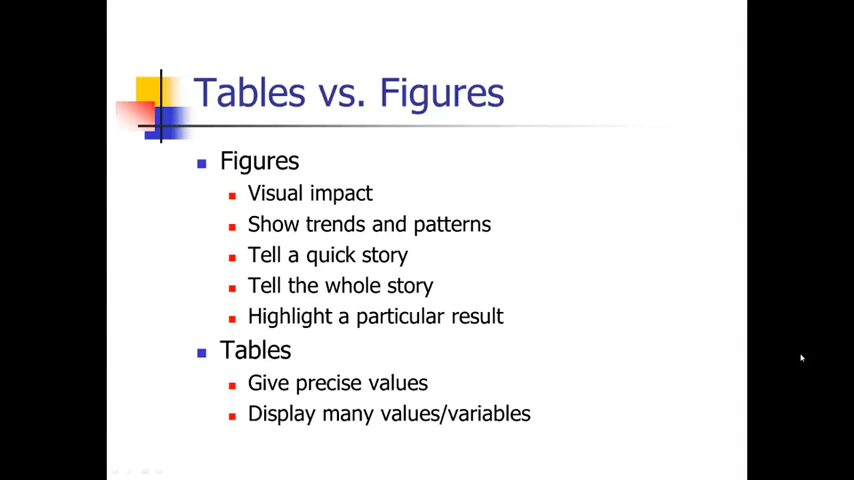 Tables vs. Figures
Figures
Visual impact
Show trends and patterns
Tell a quick story
Tell the whole story
Highlight a particular result
Tables
Give precise values
Display many values/variables